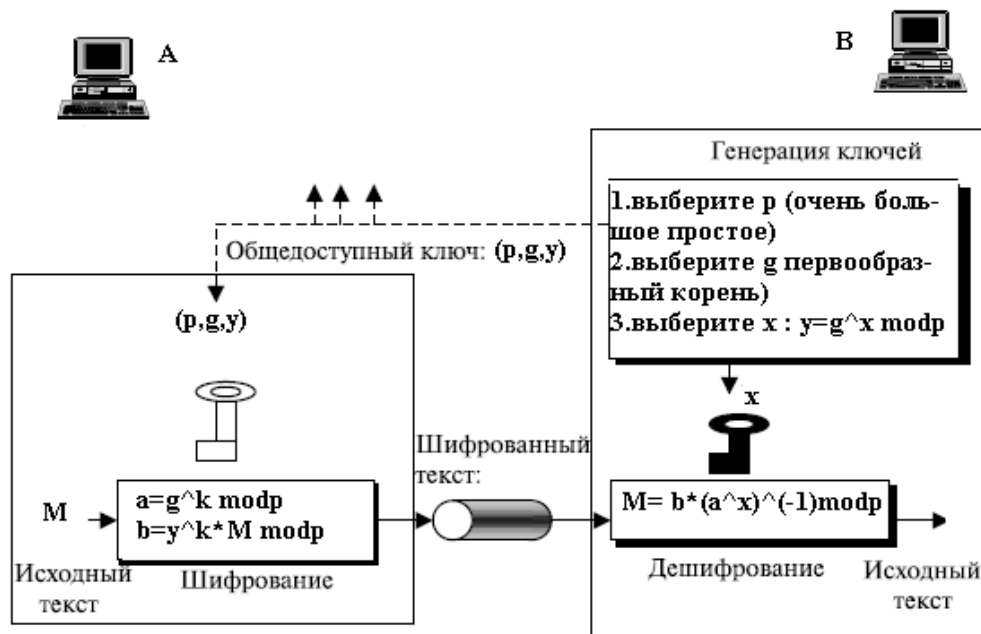 A
B
Генерация ключей
1.выберите p (очень боль-
шое простое)
2.выберите g первообраз-
ный корень)
3.выберите x : y=g^x modp
Общедоступный ключ: (p,g,y)
(p,g,y)
x
Шифрованный
текст:
M
a=g^k modp
b=y^k*M modp
M= b*(a^x)^(-1)modp
Исходный
текст
Шифрование
Дешифрование
Исходный
текст